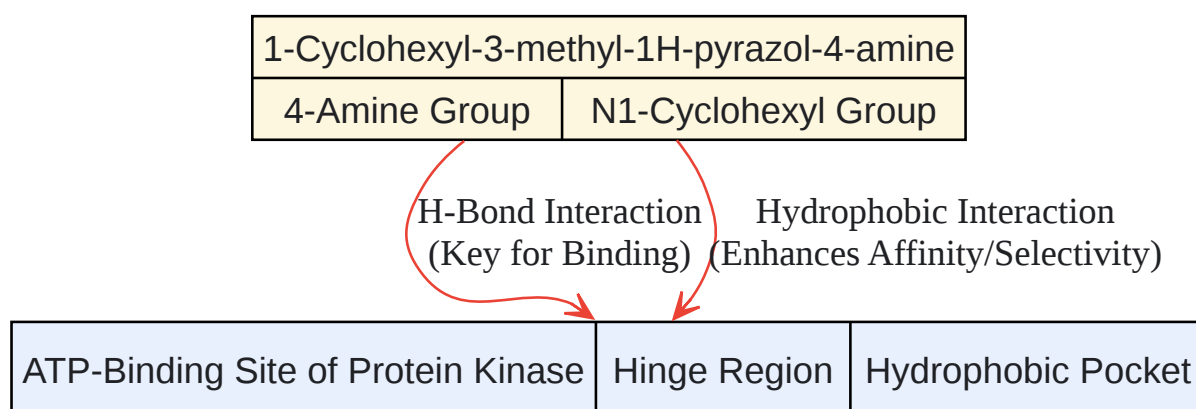 1-Cyclohexyl-3-methyl-1H-pyrazol-4-amine
4-Amine Group
N1-Cyclohexyl Group
H-Bond Interaction
(Key for Binding)
Hydrophobic Interaction
(Enhances Affinity/Selectivity)
ATP-Binding Site of Protein Kinase
Hinge Region
Hydrophobic Pocket